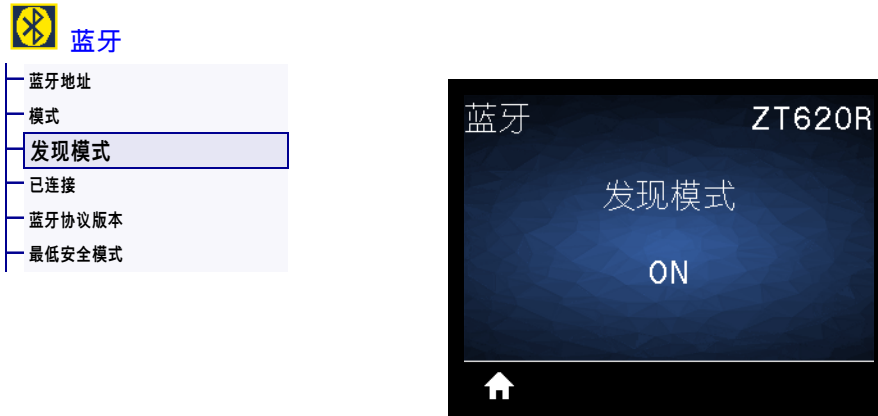 蓝牙
蓝牙地址
模式
发现模式
已连接
蓝牙协议版本
最低安全模式
蓝牙 ZT620R
发现模式
ON